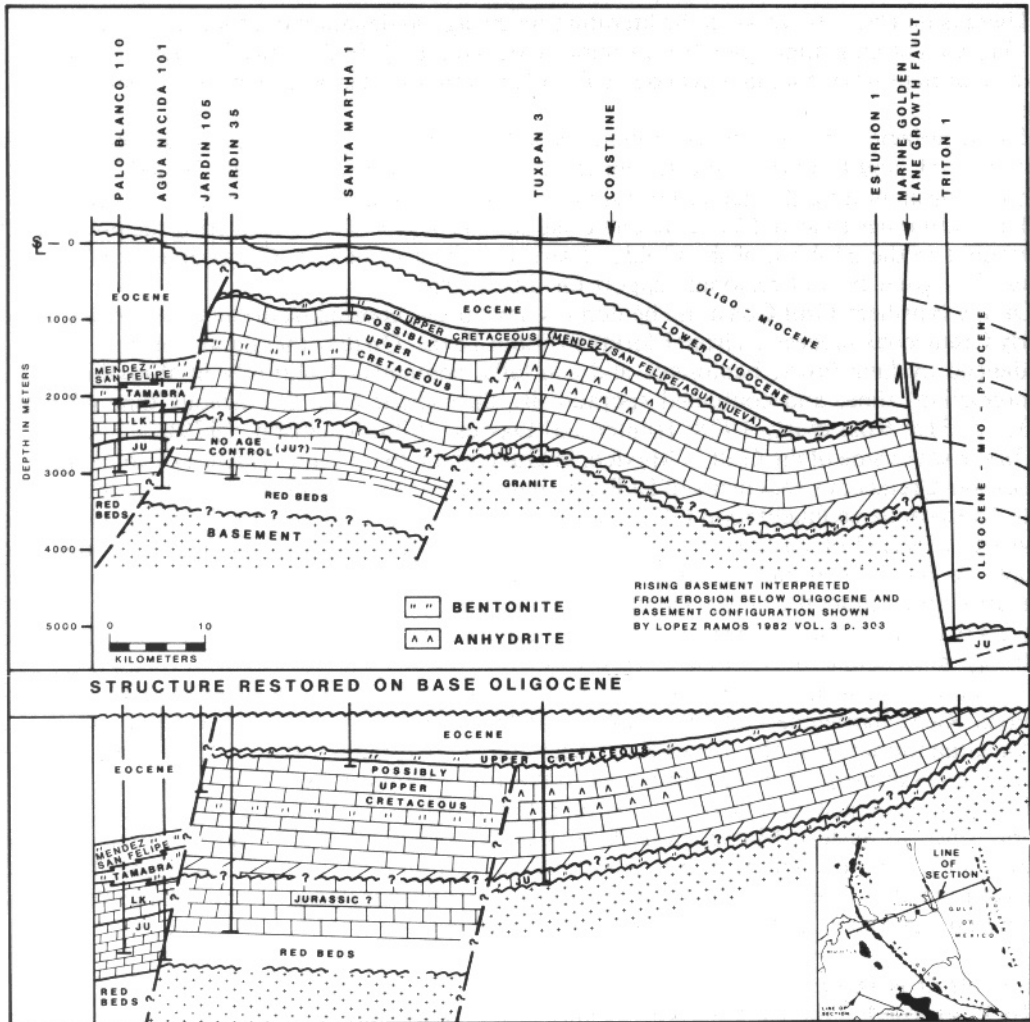 PALO BLANCO 110
AGUA NACIDA 101
JARDIN 105
JARDIN 35
SANTA MARTHA 1
TUXPAN 3
COASTLINE
ESTURION 1
MARINE GOLDEN
LANE GROWTH FAULT
TRITON 1
0
1000
2000
3000
4000
5000
DEPTH IN METERS
EOCENE
MENDEZ
SAN FELIPE
TAMABRA
LK
JU
RED
BEDS
EOCENE
UPPER CRETACEOUS (MENDEZ/SAN FELIPE/AGUA NUEVA)
LOWER OLIGOCENE
OLIGO MIOCENE
POSSIBLY
UPPER
CRETACEOUS
NO AGE
CONTROL (JU?)
RED BEDS
BASEMENT
JU
GRANITE
OLIGOCENE - MIO - PLIOCENE
JU
" " BENTONITE
^ ^ ANHYDRITE
RISING BASEMENT INTERPRETED
FROM EROSION BELOW OLIGOCENE AND
BASEMENT CONFIGURATION SHOWN
BY LOPEZ RAMOS 1982 VOL. 3 p. 303
0 10
KILOMETERS
STRUCTURE RESTORED ON BASE OLIGOCENE
EOCENE
MENDEZ
SAN FELIPE
TAMABRA
LK
JU
RED
BEDS
EOCENE
UPPER CRETACEOUS
POSSIBLY
UPPER
CRETACEOUS
JURASSIC ?
RED BEDS
JU
LINE
OF
SECTION
GULF
OF
MEXICO
LINE OF
SECTION